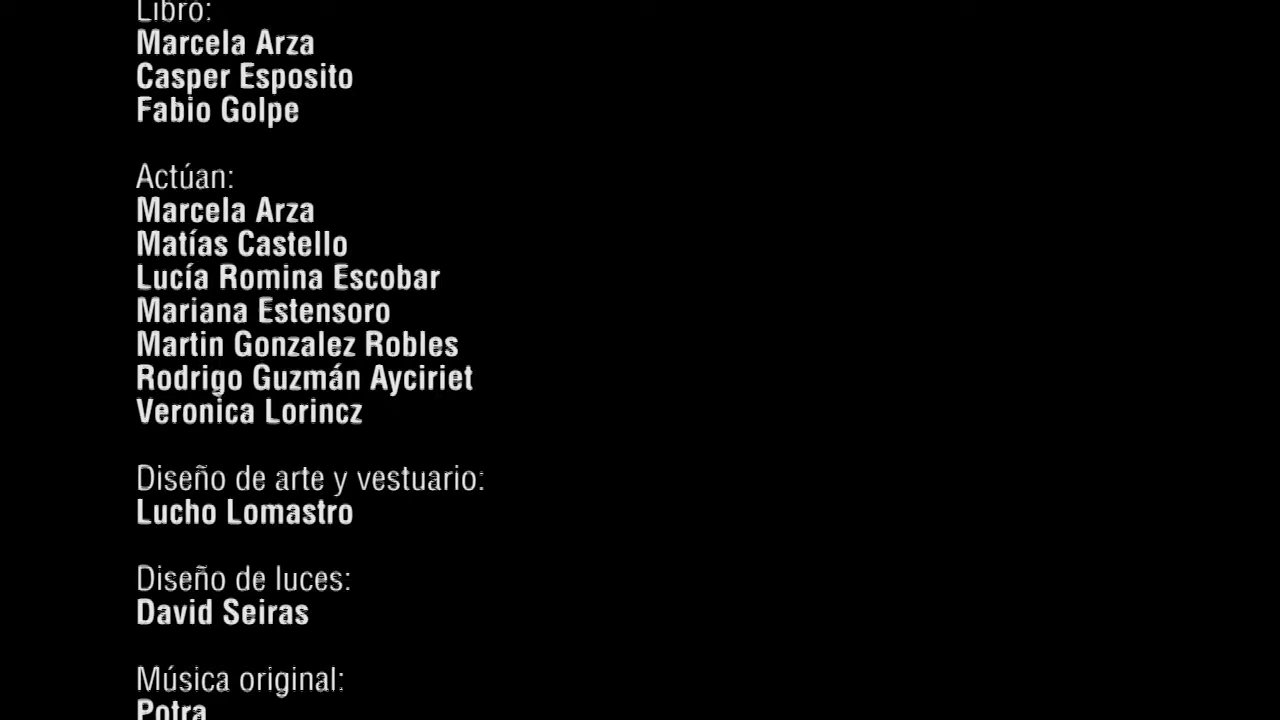 Libro:
Marcela Arza
Casper Esposito
Fabio Golpe
Actúan:
Marcela Arza
Matías Castello
Lucía Romina Escobar
Mariana Estensoro
Martin Gonzalez Robles
Rodrigo Guzmán Ayciriet
Veronica Lorincz
Diseño de arte y vestuario:
Lucho Lomastro
Diseño de luces:
David Seiras
Música original:
Potra